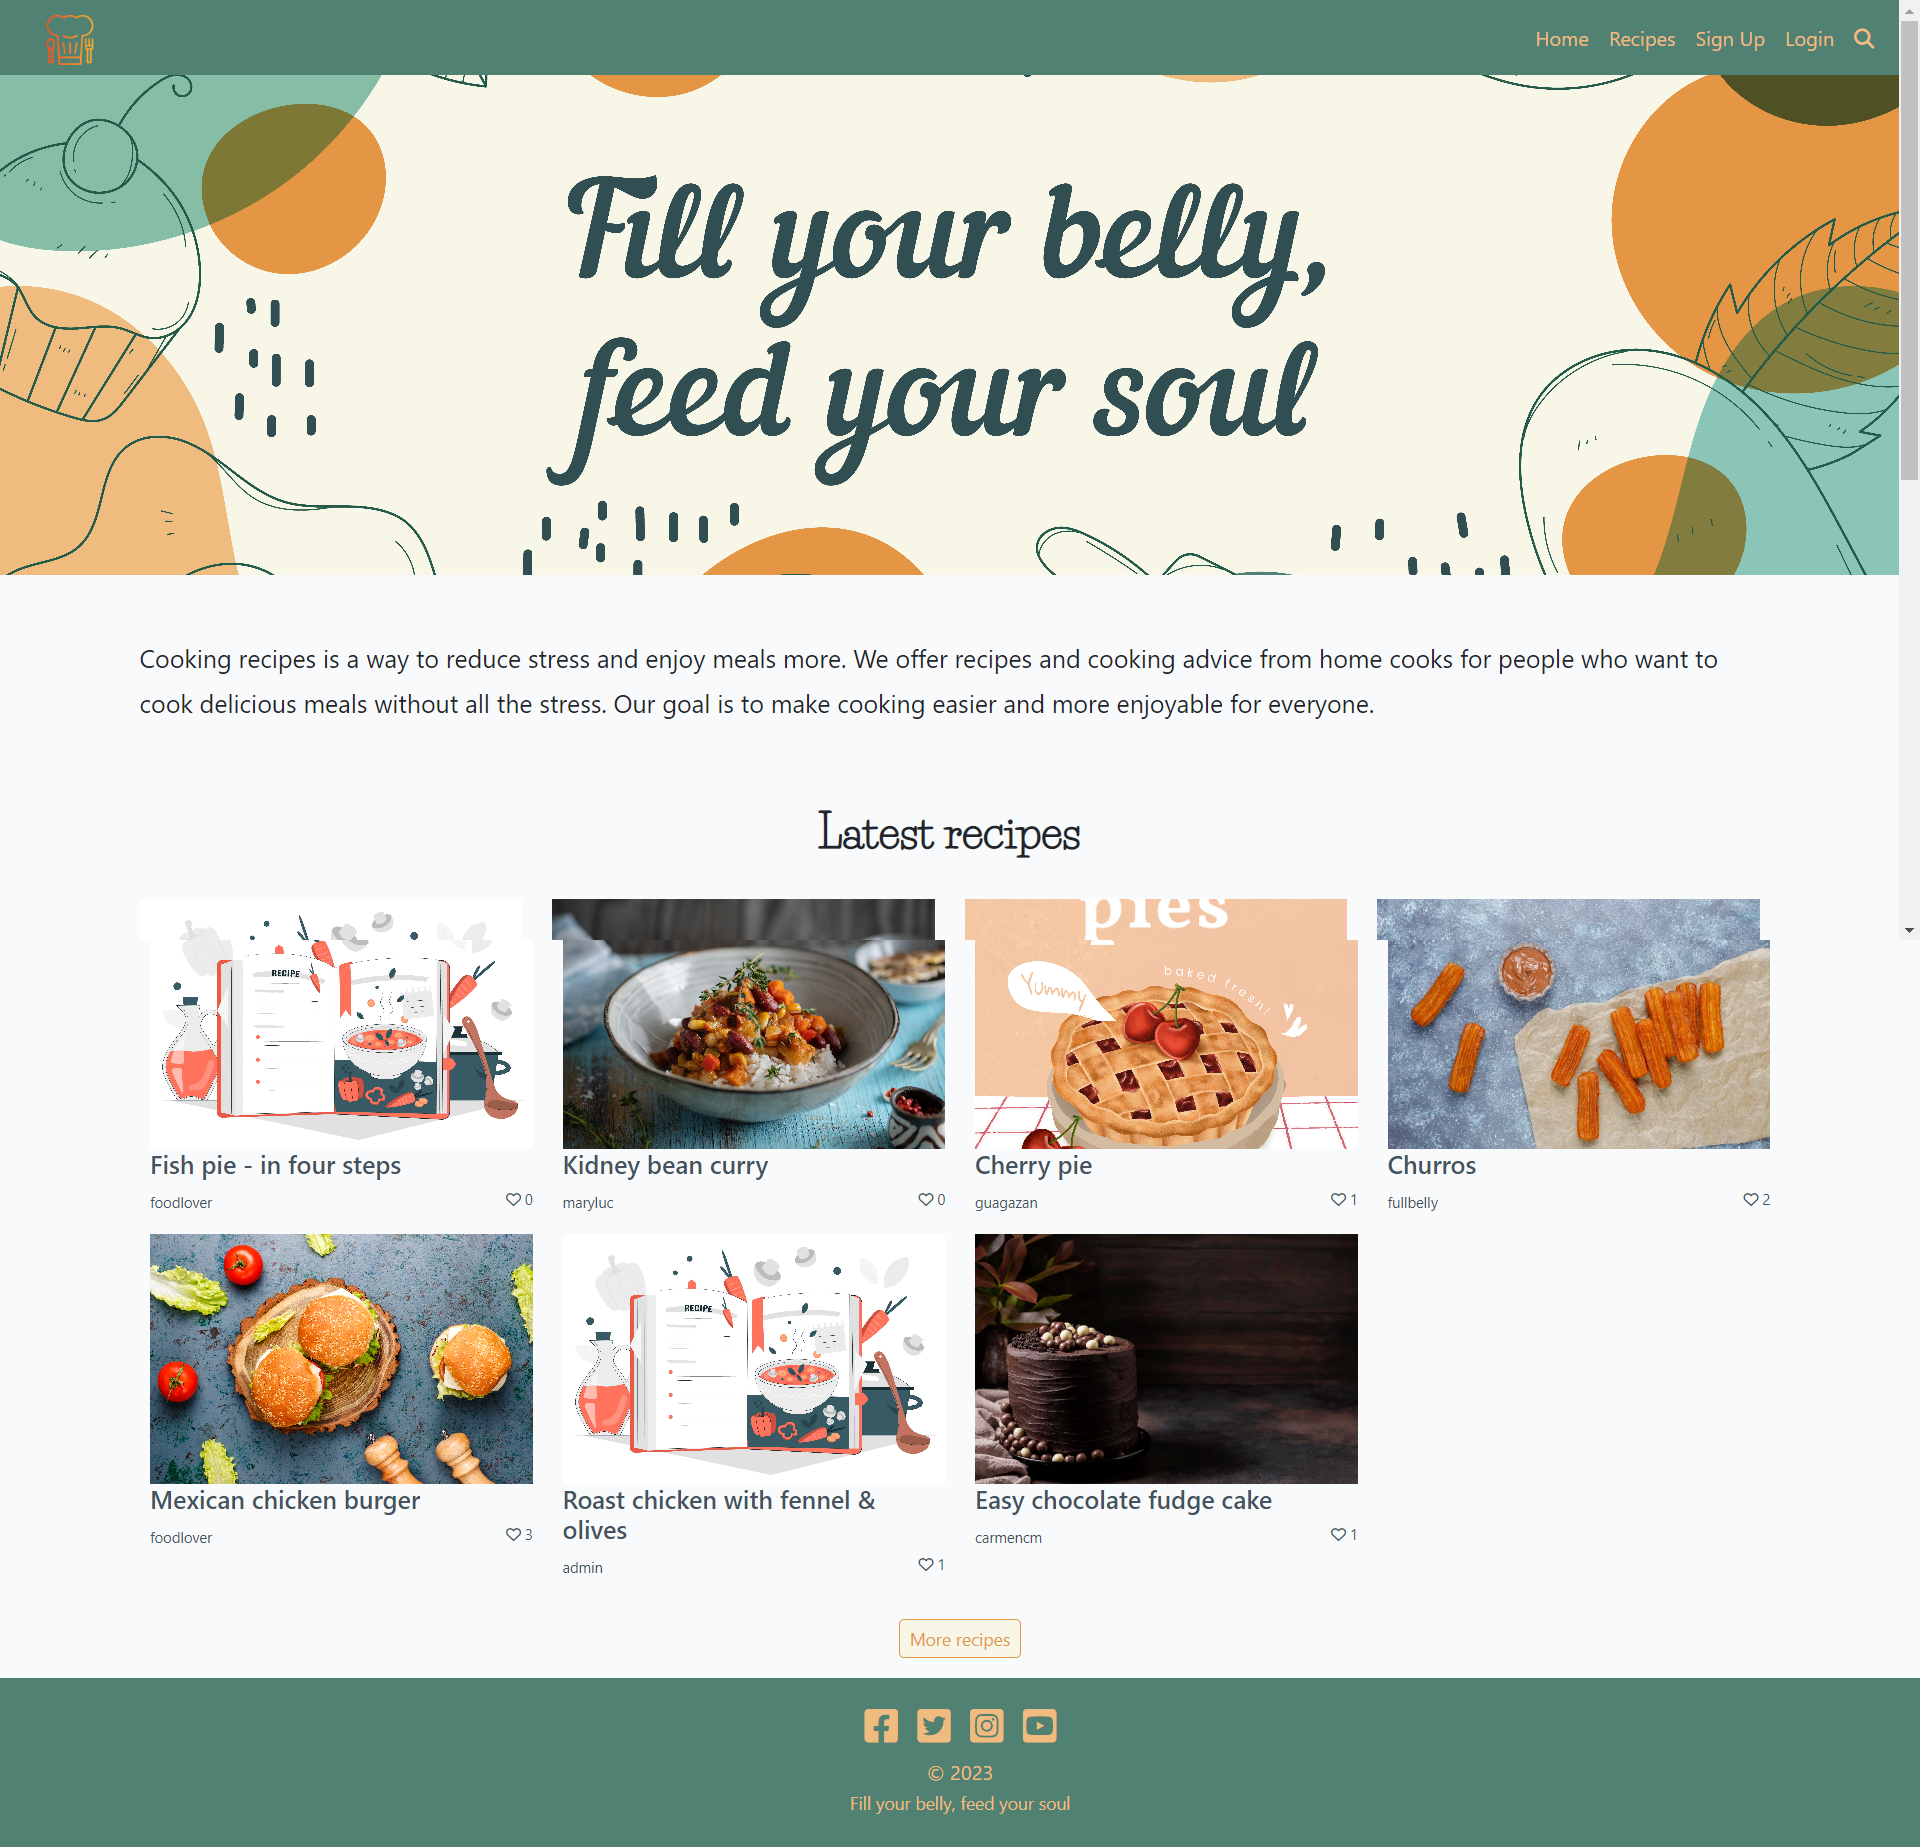 Home Recipes Sign Up Login
Fill your belly,
feed your soul
Cooking recipes is a way to reduce stress and enjoy meals more. We offer recipes and cooking advice from home cooks for people who want to
cook delicious meals without all the stress. Our goal is to make cooking easier and more enjoyable for everyone.
Latest recipes
RECIPE
pies
Yummy
baked fresh!
Fish pie - in four steps
foodlover 0
Kidney bean curry
maryluc 0
Cherry pie
guagazan 1
Churros
fullbelly 2
RECIPE
Mexican chicken burger
foodlover 3
Roast chicken with fennel &
olives
admin 1
Easy chocolate fudge cake
carmencm 1
More recipes
© 2023
Fill your belly, feed your soul